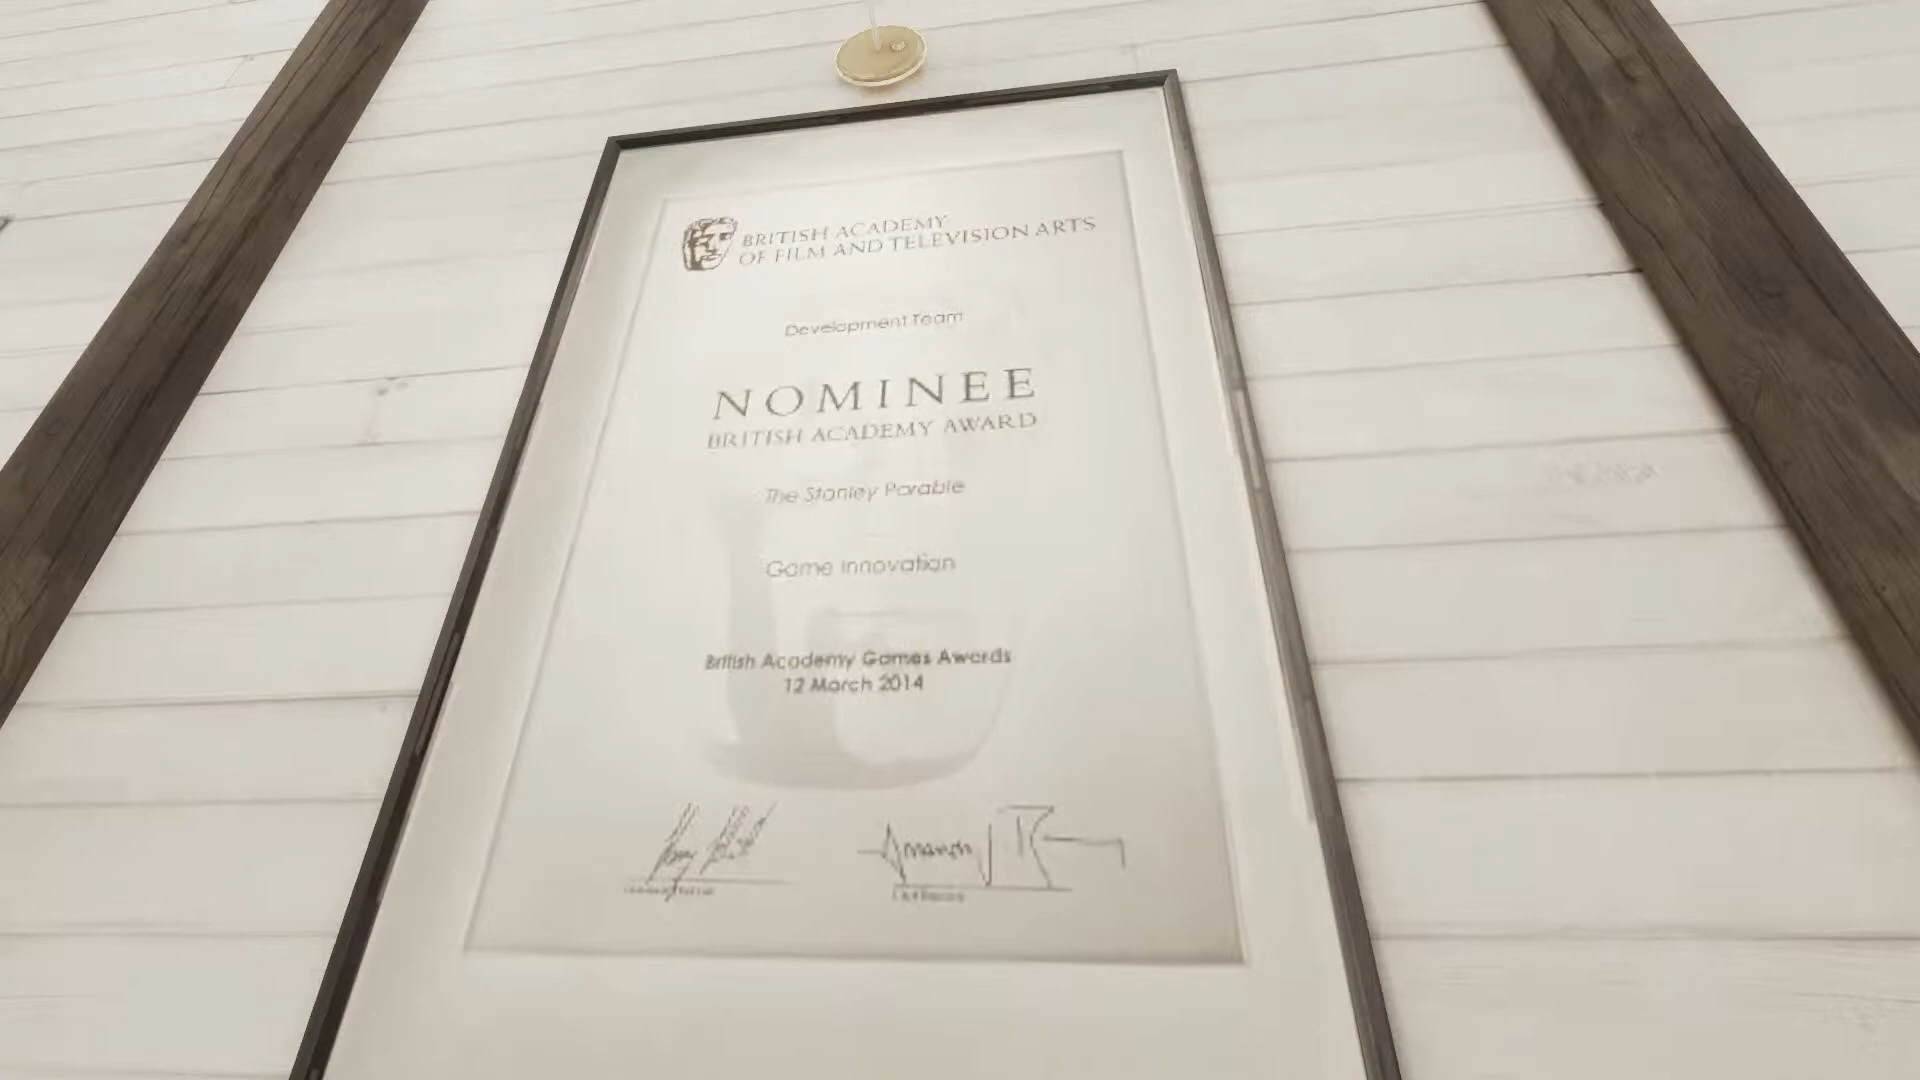 BRITISH ACADEMY
OF FILM AND TELEVISION ARTS
Development Team
NOMINEE
BRITISH ACADEMY AWARD
The Stanley Parable
Game Innovation
British Academy Games Awards
12 March 2014